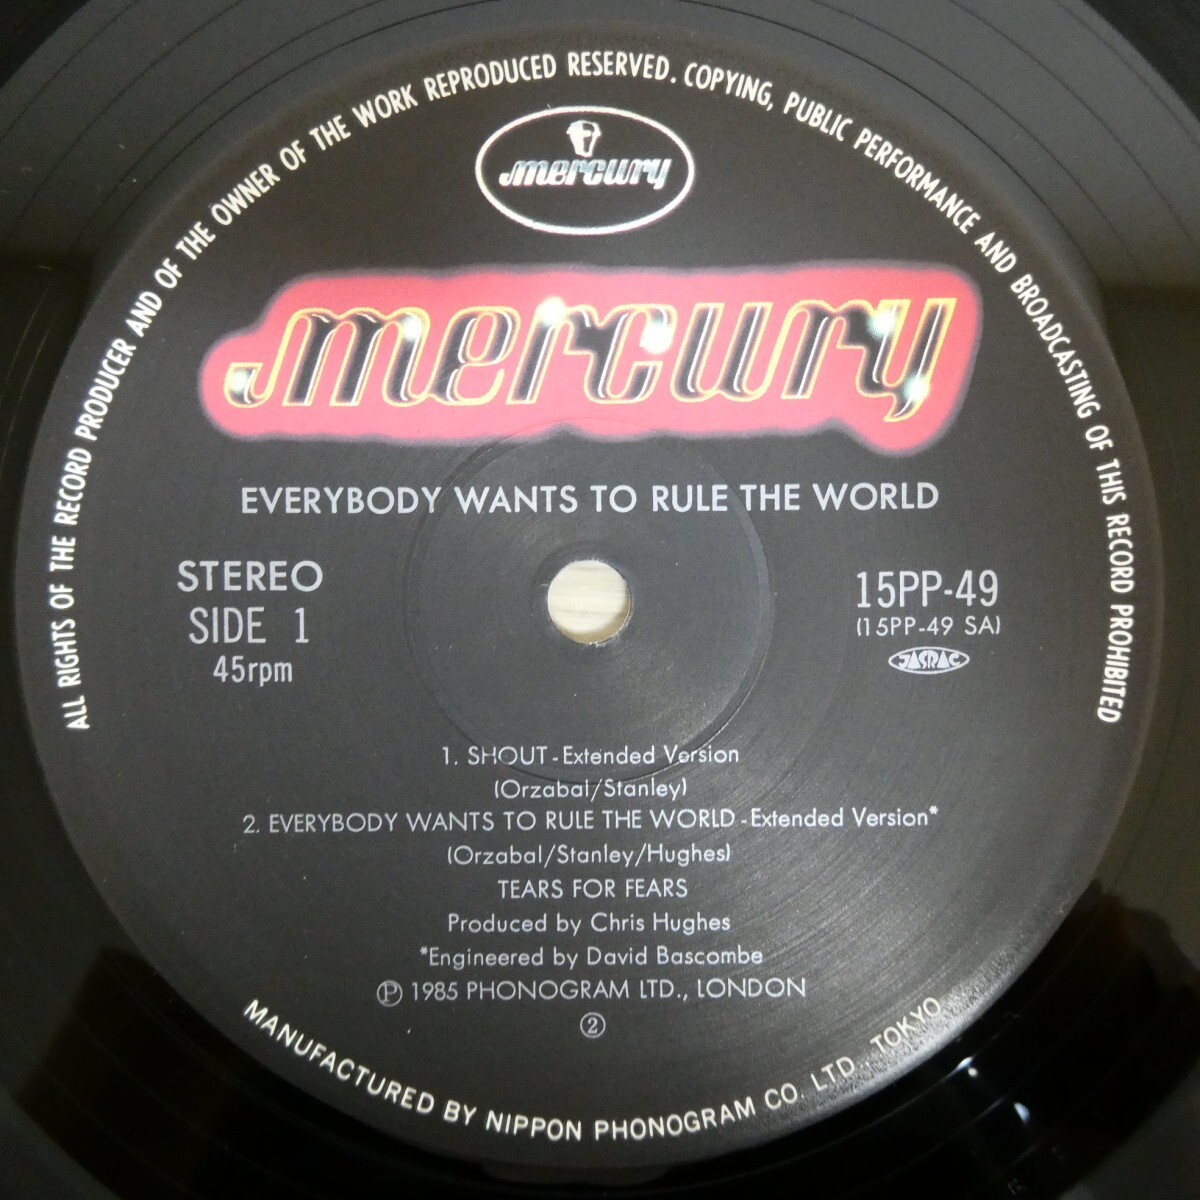 ALL RIGHTS OF THE RECORD PRODUCER AND OF THE OWNER OF THE WORK REPRODUCED RESERVED. COPYING, PUBLIC PERFORMANCE AND BROADCASTING OF THIS RECORD PROHIBITED
mercury
mercury
EVERYBODY WANTS TO RULE THE WORLD
STEREO
SIDE 1
45rpm
15PP-49
(15PP-49 SA)
JASRAC
1. SHOUT - Extended Version
(Orzabal/Stanley)
2. EVERYBODY WANTS TO RULE THE WORLD - Extended Version*
(Orzabal/Stanley/Hughes)
TEARS FOR FEARS
Produced by Chris Hughes
*Engineered by David Bascombe
Ⓟ 1985 PHONOGRAM LTD., LONDON
②
MANUFACTURED BY NIPPON PHONOGRAM CO. LTD., TOKYO